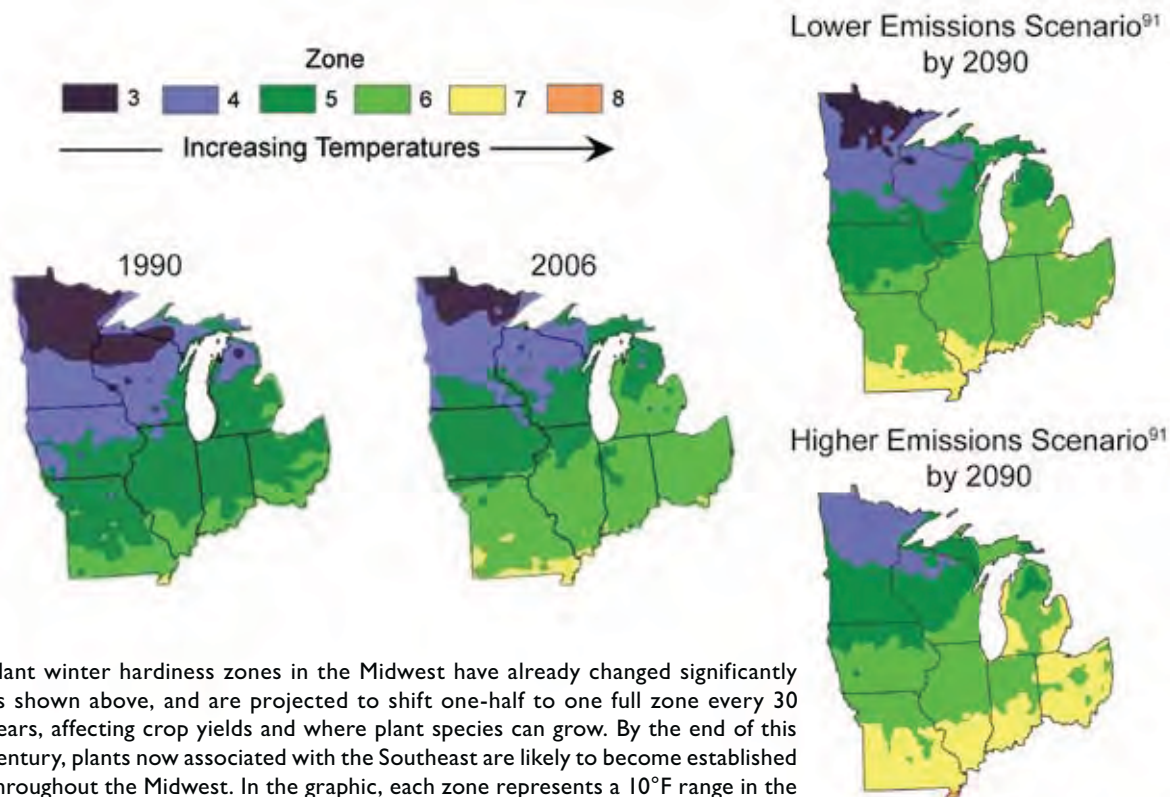 Zone
3 4 5 6 7 8
Increasing Temperatures
1990
2006
Lower Emissions Scenario91
by 2090
Higher Emissions Scenario91
by 2090
lant winter hardiness zones in the Midwest have already changed significantly
s shown above, and are projected to shift one-half to one full zone every 30
ears, affecting crop yields and where plant species can grow. By the end of this
entury, plants now associated with the Southeast are likely to become established
hroughout the Midwest. In the graphic, each zone represents a 10°F range in the